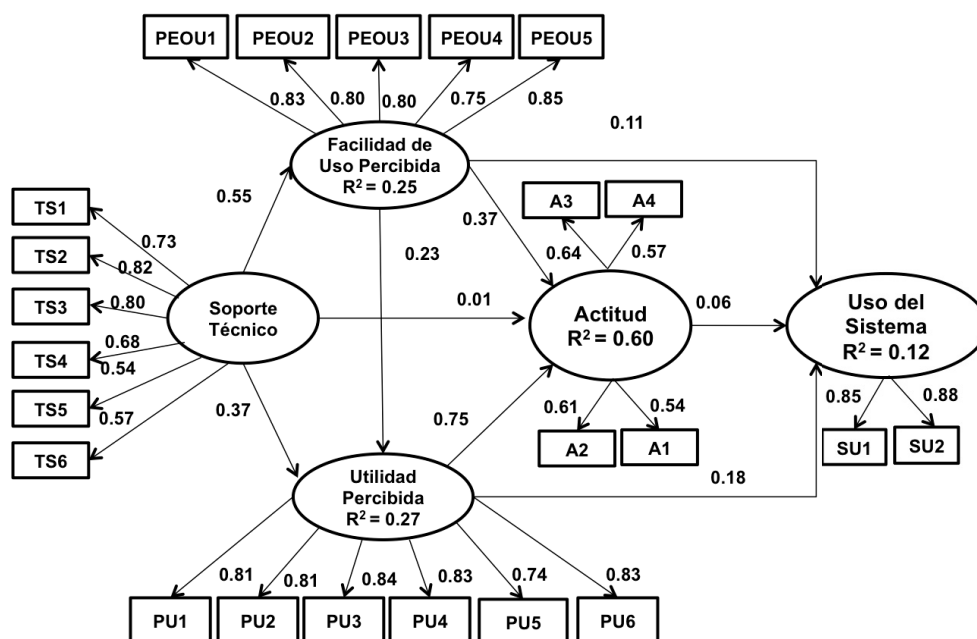 PEOU1 PEOU2 PEOU3 PEOU4 PEOU5
0.83 0.80 0.80 0.75 0.85
0.11
Facilidad de
Uso Percibida
R² = 0.25
0.55
0.37
0.23
A3 A4
0.64 0.57
TS1
TS2
TS3
TS4
TS5
TS6
0.73
0.82
0.80
0.68
0.54
0.57
Soporte
Técnico
0.01
Actitud
R² = 0.60
0.06
Uso del
Sistema
R² = 0.12
0.37
0.75
0.61 0.54
A2 A1
0.85 0.88
SU1 SU2
0.18
Utilidad
Percibida
R² = 0.27
0.81 0.81 0.84 0.83 0.74 0.83
PU1 PU2 PU3 PU4 PU5 PU6